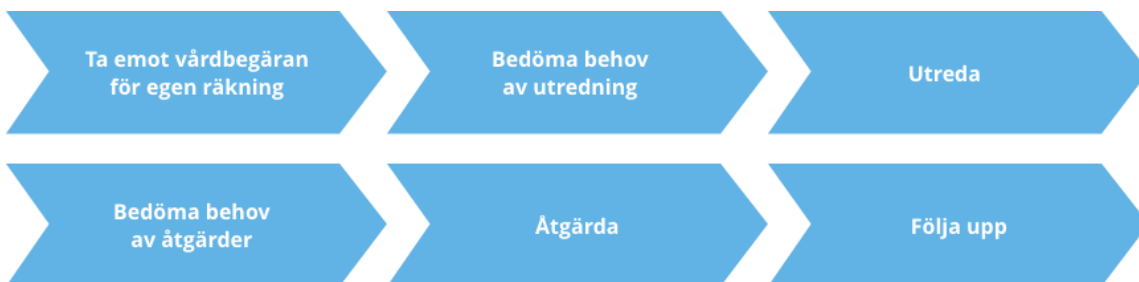 Ta emot vårdbegäran
för egen räkning
Bedöma behov
av utredning
Utreda
Bedöma behov
av åtgärder
Åtgärda
Följa upp